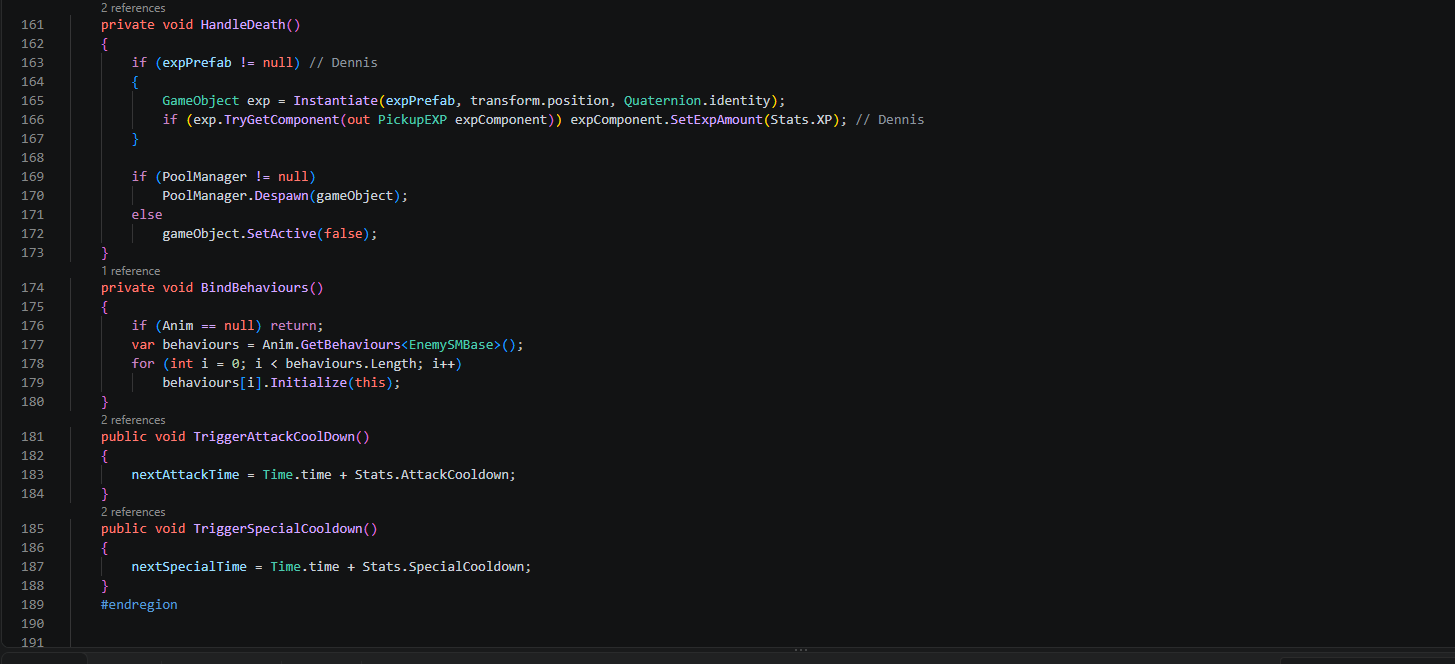 2 references
161 private void HandleDeath()
162 {
163 if (expPrefab != null) // Dennis
164 {
165 GameObject exp = Instantiate(expPrefab, transform.position, Quaternion.identity);
166 if (exp.TryGetComponent(out PickupEXP expComponent)) expComponent.SetExpAmount(Stats.XP); // Dennis
167 }
168
169 if (PoolManager != null)
170 PoolManager.Despawn(gameObject);
171 else
172 gameObject.SetActive(false);
173 }
1 reference
174 private void BindBehaviours()
175 {
176 if (Anim == null) return;
177 var behaviours = Anim.GetBehaviours<EnemySMBase>();
178 for (int i = 0; i < behaviours.Length; i++)
179 behaviours[i].Initialize(this);
180 }
2 references
181 public void TriggerAttackCoolDown()
182 {
183 nextAttackTime = Time.time + Stats.AttackCooldown;
184 }
2 references
185 public void TriggerSpecialCooldown()
186 {
187 nextSpecialTime = Time.time + Stats.SpecialCooldown;
188 }
189 #endregion
190
191